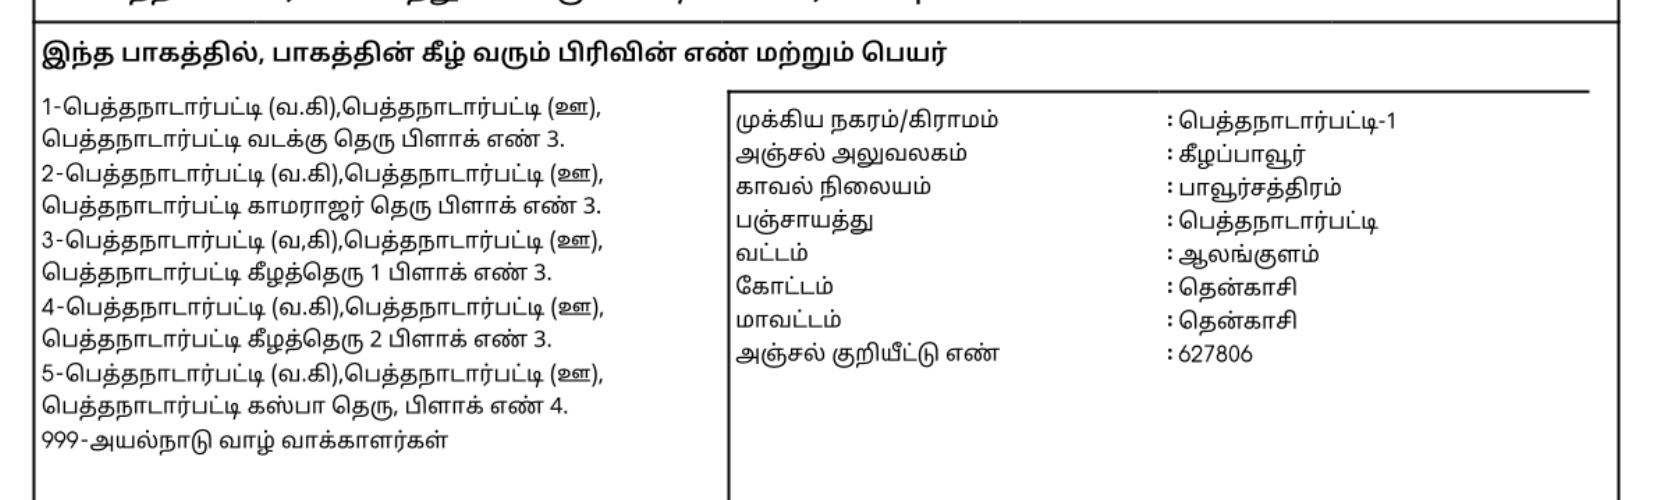 இந்த பாகத்தில், பாகத்தின் கீழ் வரும் பிரிவின் எண் மற்றும் பெயர்
1-பெத்தநாடார்பட்டி (வ.கி),பெத்தநாடார்பட்டி (ஊ),
பெத்தநாடார்பட்டி வடக்கு தெரு பிளாக் எண் 3.
2-பெத்தநாடார்பட்டி (வ.கி),பெத்தநாடார்பட்டி (ஊ),
பெத்தநாடார்பட்டி காமராஜர் தெரு பிளாக் எண் 3.
3-பெத்தநாடார்பட்டி (வ,கி),பெத்தநாடார்பட்டி (ஊ),
பெத்தநாடார்பட்டி கீழத்தெரு 1 பிளாக் எண் 3.
4-பெத்தநாடார்பட்டி (வ.கி),பெத்தநாடார்பட்டி (ஊ),
பெத்தநாடார்பட்டி கீழத்தெரு 2 பிளாக் எண் 3.
5-பெத்தநாடார்பட்டி (வ.கி),பெத்தநாடார்பட்டி (ஊ),
பெத்தநாடார்பட்டி கஸ்பா தெரு, பிளாக் எண் 4.
999-அயல்நாடு வாழ் வாக்காளர்கள்
முக்கிய நகரம்/கிராமம் : பெத்தநாடார்பட்டி-1
அஞ்சல் அலுவலகம் : கீழப்பாவூர்
காவல் நிலையம் : பாவூர்சத்திரம்
பஞ்சாயத்து : பெத்தநாடார்பட்டி
வட்டம் : ஆலங்குளம்
கோட்டம் : தென்காசி
மாவட்டம் : தென்காசி
அஞ்சல் குறியீட்டு எண் : 627806